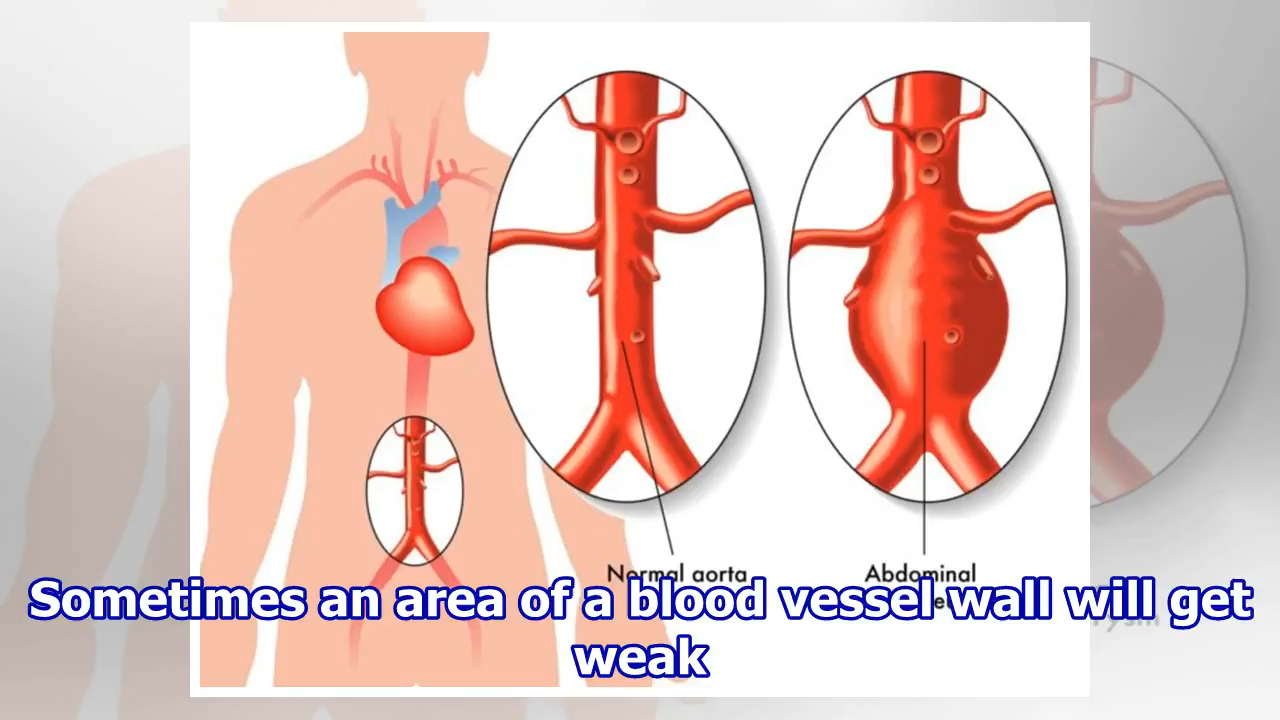 Normal aorta
Abdominal
Sometimes an area of a blood vessel wall will get
weak